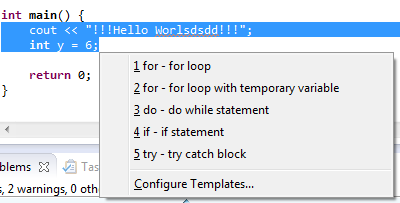 int main() {
cout << "!!!Hello Worlsdsdd!!!";
int y = 6;
return 0;
}
1 for - for loop
2 for - for loop with temporary variable
3 do - do while statement
4 if - if statement
5 try - try catch block
Configure Templates...
oblems
Tas
, 2 warnings, 0 othe